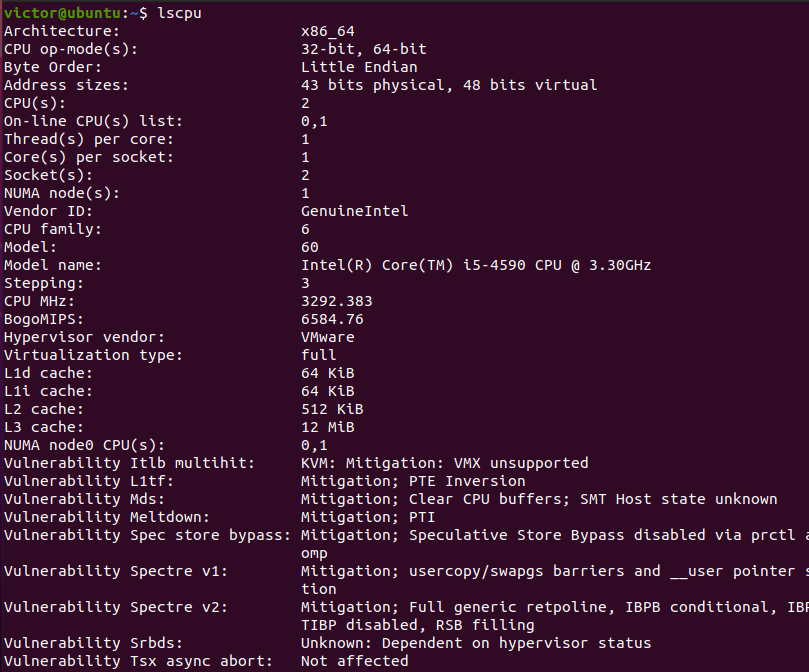 victor@ubuntu:~$ lscpu
Architecture: x86_64
CPU op-mode(s): 32-bit, 64-bit
Byte Order: Little Endian
Address sizes: 43 bits physical, 48 bits virtual
CPU(s): 2
On-line CPU(s) list: 0,1
Thread(s) per core: 1
Core(s) per socket: 1
Socket(s): 2
NUMA node(s): 1
Vendor ID: GenuineIntel
CPU family: 6
Model: 60
Model name: Intel(R) Core(TM) i5-4590 CPU @ 3.30GHz
Stepping: 3
CPU MHz: 3292.383
BogoMIPS: 6584.76
Hypervisor vendor: VMware
Virtualization type: full
L1d cache: 64 KiB
L1i cache: 64 KiB
L2 cache: 512 KiB
L3 cache: 12 MiB
NUMA node0 CPU(s): 0,1
Vulnerability Itlb multihit: KVM: Mitigation: VMX unsupported
Vulnerability L1tf: Mitigation; PTE Inversion
Vulnerability Mds: Mitigation; Clear CPU buffers; SMT Host state unknown
Vulnerability Meltdown: Mitigation; PTI
Vulnerability Spec store bypass: Mitigation; Speculative Store Bypass disabled via prctl a
omp
Vulnerability Spectre v1: Mitigation; usercopy/swapgs barriers and __user pointer s
tion
Vulnerability Spectre v2: Mitigation; Full generic retpoline, IBPB conditional, IBR
TIBP disabled, RSB filling
Vulnerability Srbds: Unknown: Dependent on hypervisor status
Vulnerability Tsx async abort: Not affected